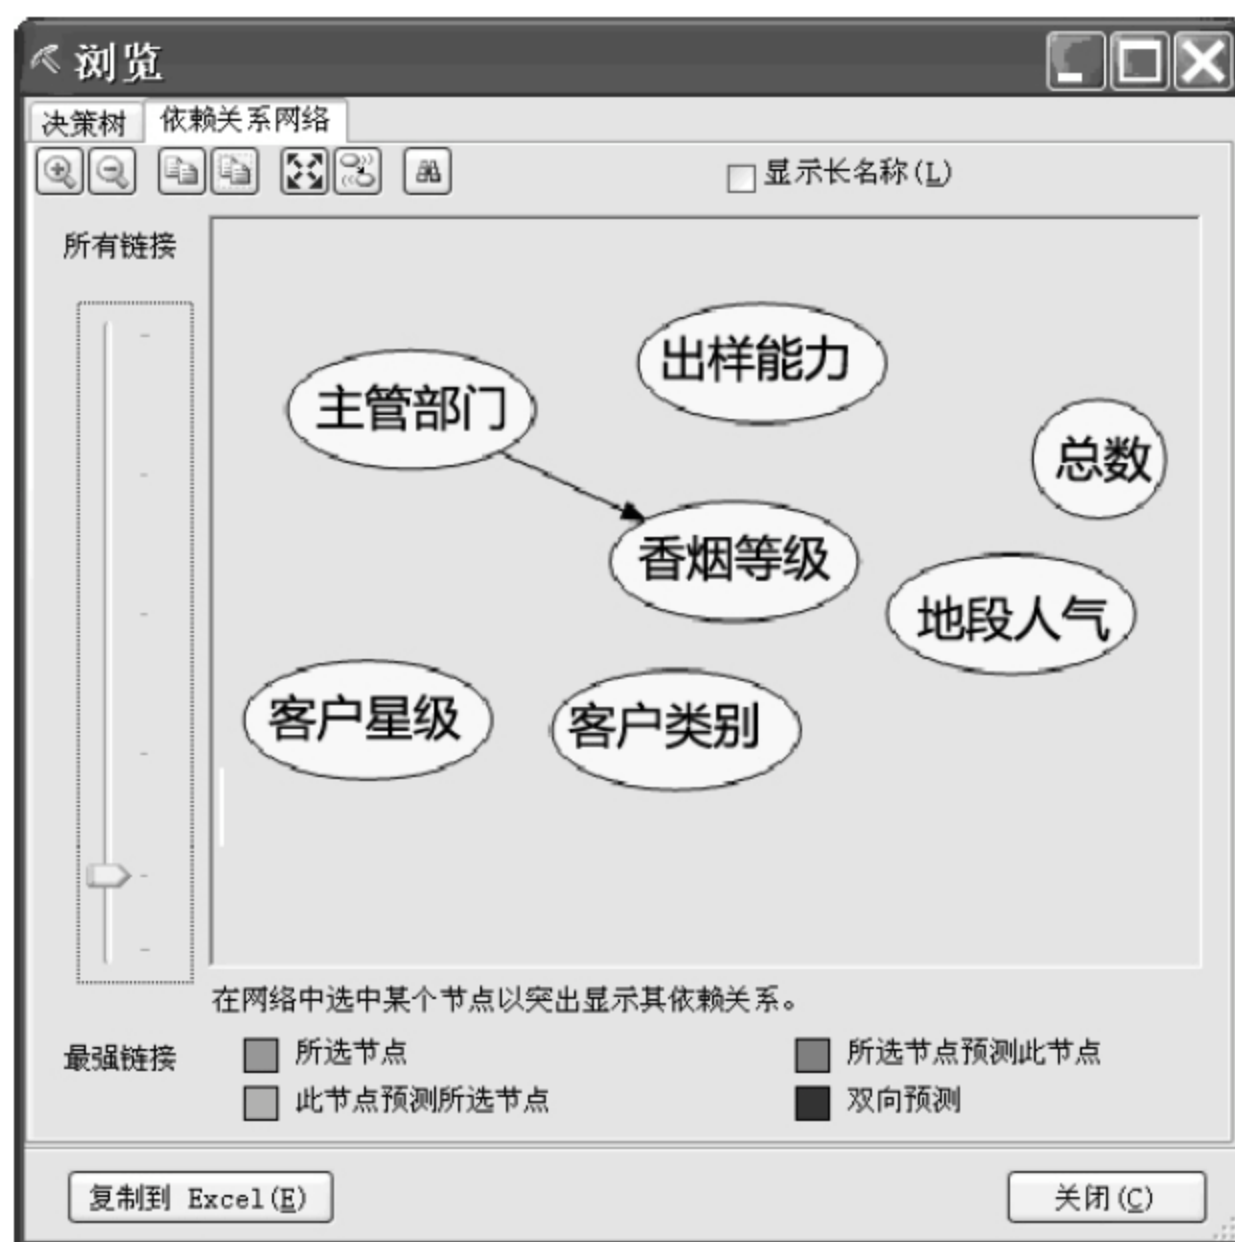 浏览
决策树 依赖关系网络
显示长名称(L)
所有链接
出样能力
主管部门
总数
香烟等级
地段人气
客户星级
客户类别
在网络中选中某个节点以突出显示其依赖关系。
最强链接
所选节点
所选节点预测此节点
此节点预测所选节点
双向预测
复制到 Excel(E)
关闭(C)